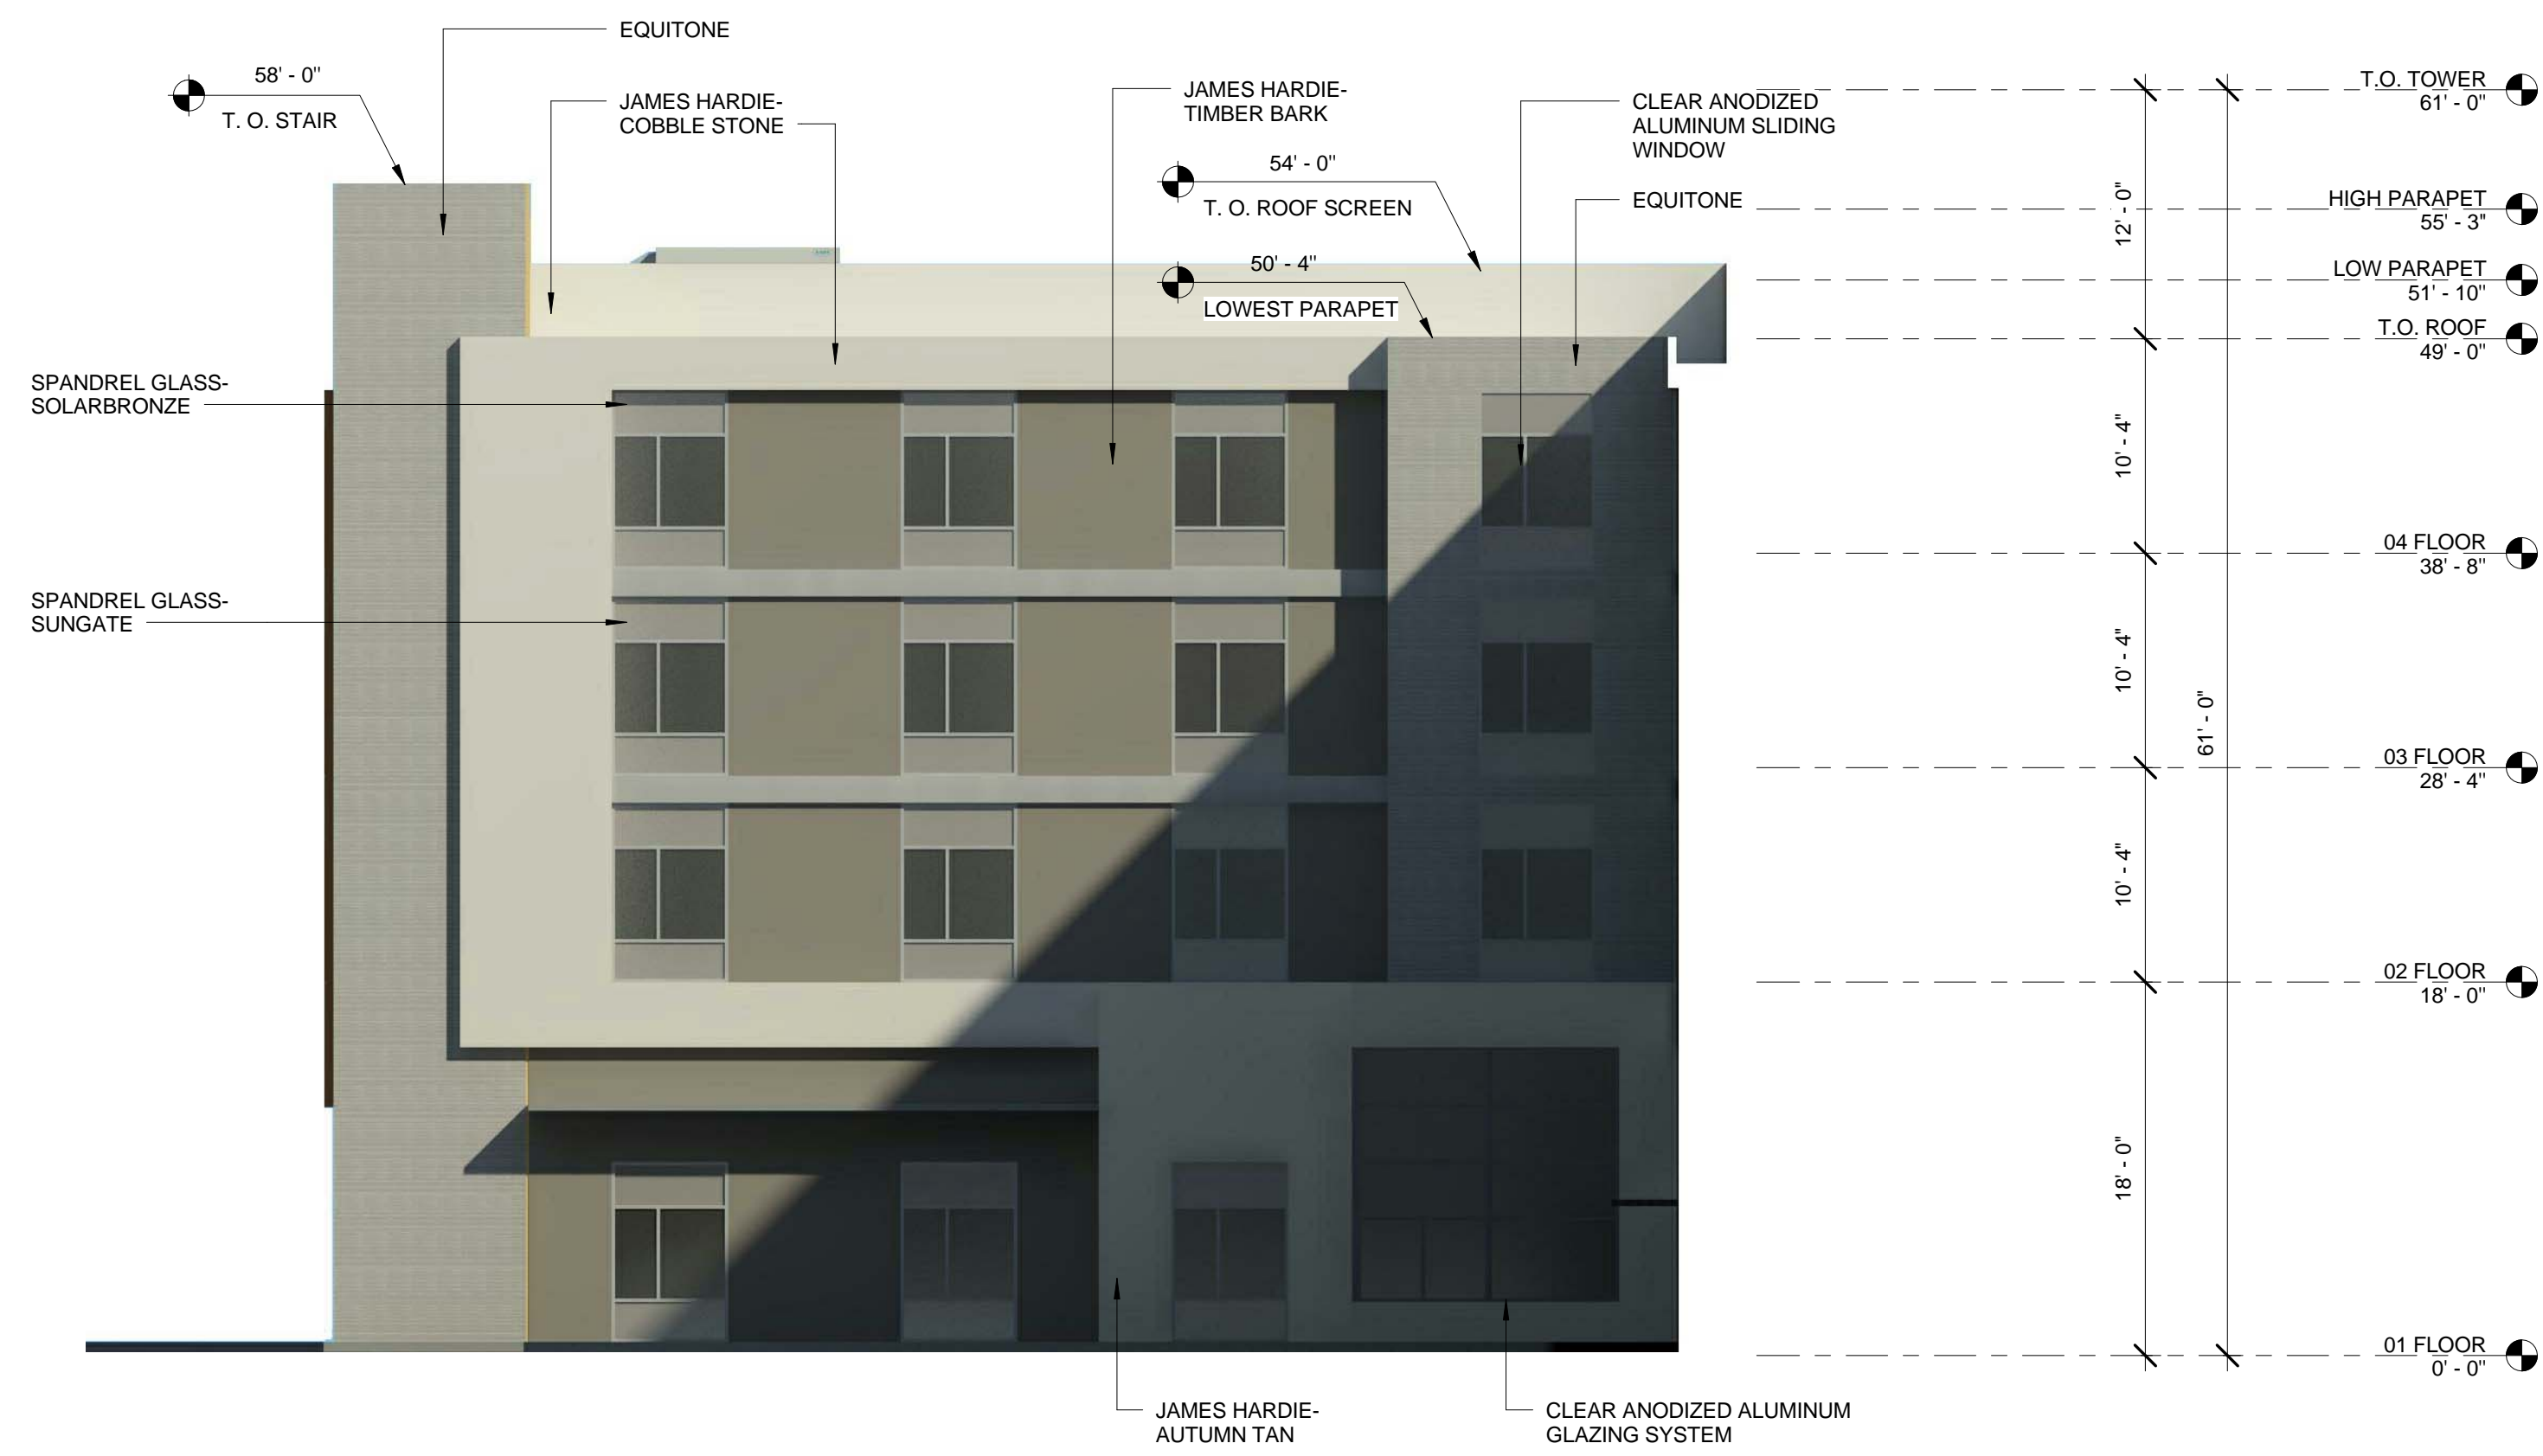 EQUITONE
58' - 0"
T. O. STAIR
JAMES HARDIE-
COBBLE STONE
JAMES HARDIE-
TIMBER BARK
CLEAR ANODIZED
ALUMINUM SLIDING
WINDOW
54' - 0"
T. O. ROOF SCREEN
EQUITONE
50' - 4"
LOWEST PARAPET
SPANDREL GLASS-
SOLARBRONZE
SPANDREL GLASS-
SUNGATE
JAMES HARDIE-
AUTUMN TAN
CLEAR ANODIZED ALUMINUM
GLAZING SYSTEM
12' - 0"
10' - 4"
10' - 4"
10' - 4"
18' - 0"
61' - 0"
T.O. TOWER
61' - 0"
HIGH PARAPET
55' - 3"
LOW PARAPET
51' - 10"
T.O. ROOF
49' - 0"
04 FLOOR
38' - 8"
03 FLOOR
28' - 4"
02 FLOOR
18' - 0"
01 FLOOR
0' - 0"